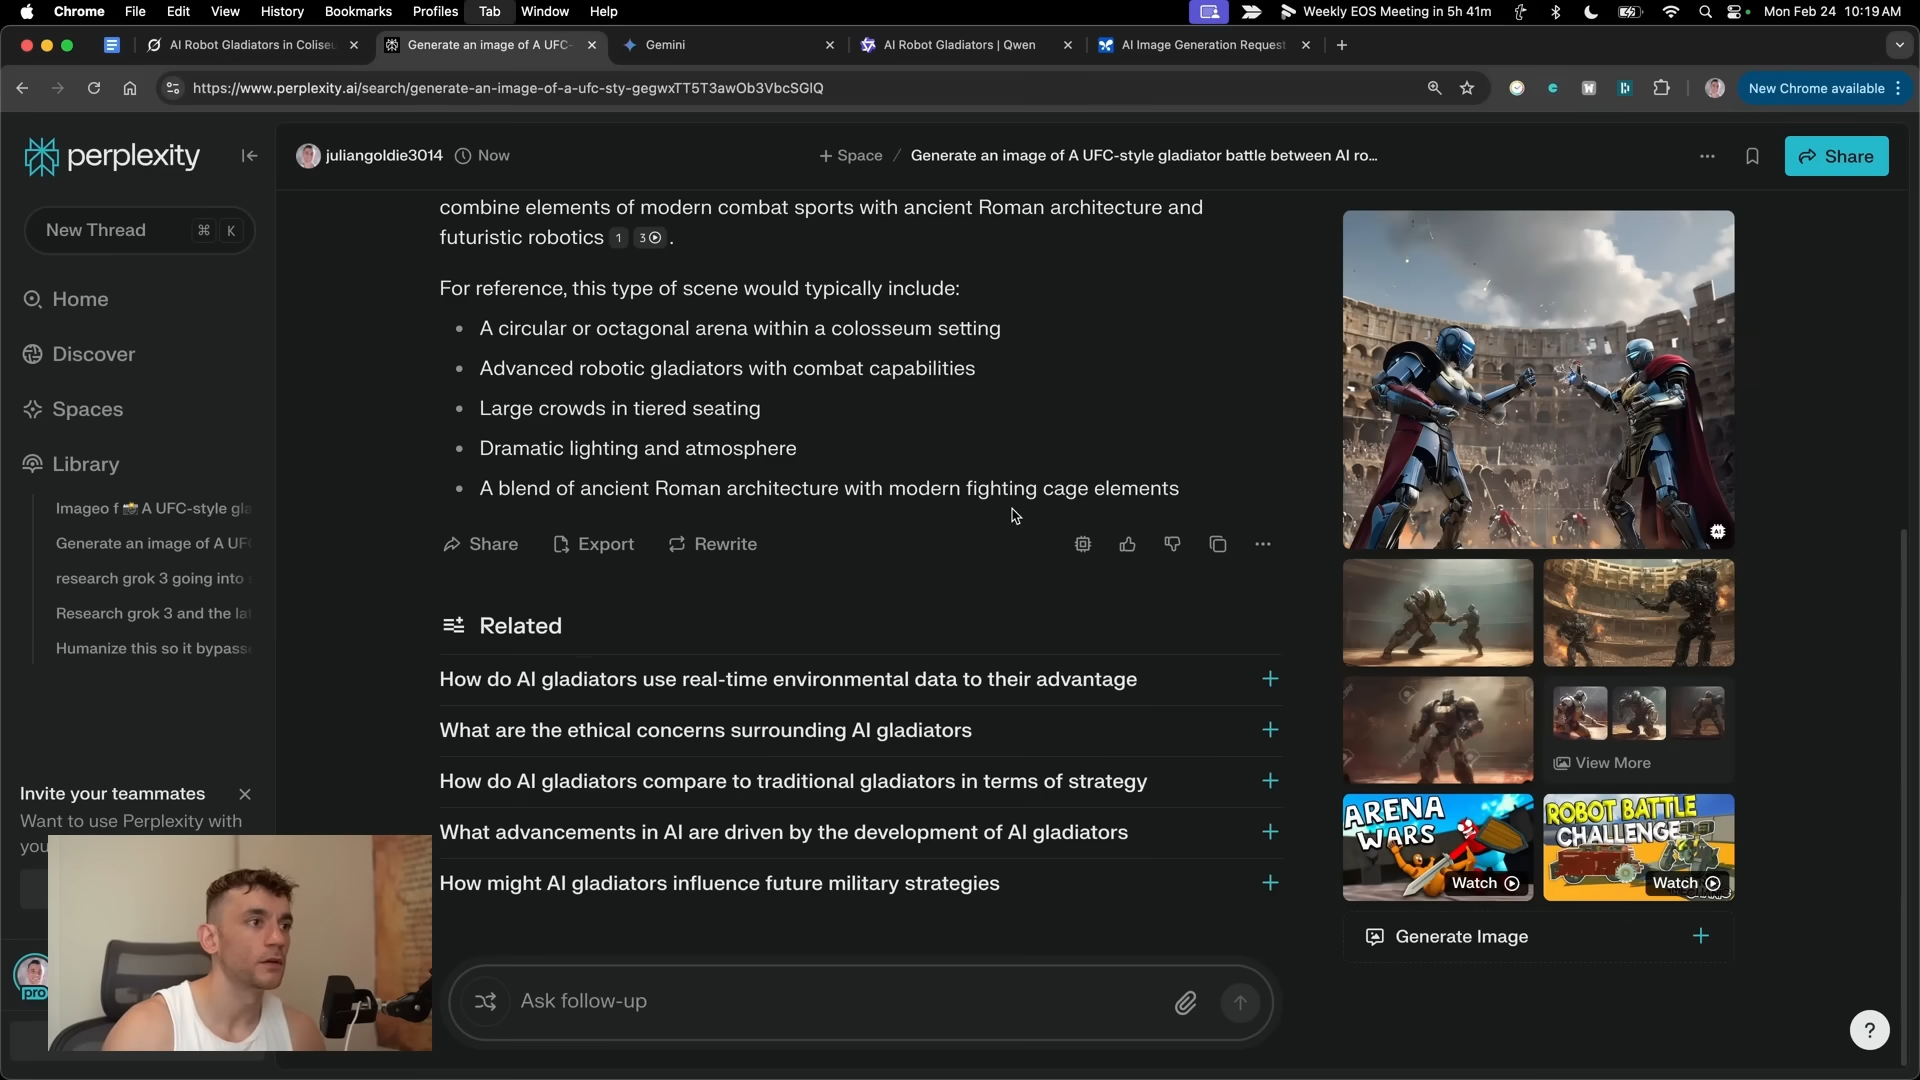 Chrome File Edit View History Bookmarks Profiles Tab Window Help
Weekly EOS Meeting in 5h 41m
Mon Feb 24 10:19 AM
AI Robot Gladiators in Coliseu
Generate an image of A UFC-
Gemini
AI Robot Gladiators | Qwen
AI Image Generation Request
https://www.perplexity.ai/search/generate-an-image-of-a-ufc-sty-gegwxTT5T3awOb3VbcSGlQ
New Chrome available
perplexity
juliangoldie3014
Now
+ Space / Generate an image of A UFC-style gladiator battle between AI ro...
Share
New Thread ⌘ K
Home
Discover
Spaces
Library
Imageo f 📸 A UFC-style gla
Generate an image of A UF
research grok 3 going into
Research grok 3 and the la
Humanize this so it bypass
Invite your teammates
Want to use Perplexity with
pro
combine elements of modern combat sports with ancient Roman architecture and
futuristic robotics 1 3 .
For reference, this type of scene would typically include:
• A circular or octagonal arena within a colosseum setting
• Advanced robotic gladiators with combat capabilities
• Large crowds in tiered seating
• Dramatic lighting and atmosphere
• A blend of ancient Roman architecture with modern fighting cage elements
Share Export Rewrite
Related
How do AI gladiators use real-time environmental data to their advantage
What are the ethical concerns surrounding AI gladiators
How do AI gladiators compare to traditional gladiators in terms of strategy
What advancements in AI are driven by the development of AI gladiators
How might AI gladiators influence future military strategies
Ask follow-up
View More
ARENA
WARS
Watch
ROBOT BATTLE
CHALLENGE
Watch
Generate Image
?